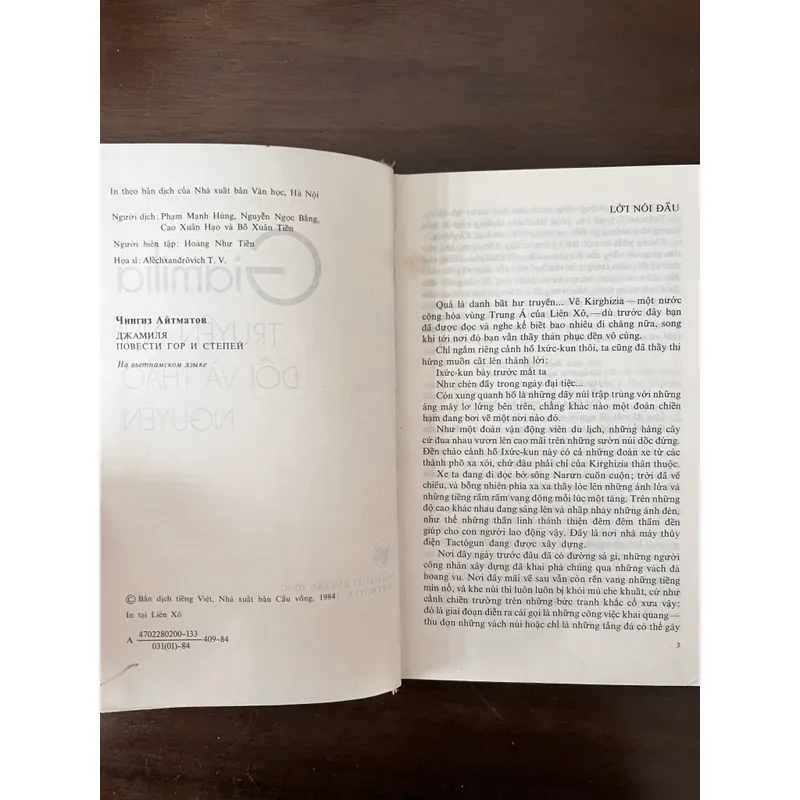 In theo bản dịch của Nhà xuất bản Văn học, Hà Nội
Người dịch: Phạm Mạnh Hùng, Nguyễn Ngọc Bằng,
Cao Xuân Hạo và Bồ Xuân Tiến
Người biên tập: Hoàng Như Tiến
Họa sĩ: Alêchxandrôvich T. V.
Giamilia
TRUYỆN
ĐỒI VÀ THẢO
NGUYÊN
Чингиз Айтматов
ДЖАМИЛЯ
ПОВЕСТИ ГОР И СТЕПЕЙ
На вьетнамском языке
© Bản dịch tiếng Việt, Nhà xuất bản Cầu vồng, 1984
In tại Liên Xô
А 4702280200-133 409-84
031(01)-84
LỜI NÓI ĐẦU
Quả là danh bất hư truyền... Về Kirghizia—một nước
cộng hòa vùng Trung Á của Liên Xô,—dù trước đây bạn
đã được đọc và nghe kể biết bao nhiêu đi chăng nữa, song
khi tới nơi đó bạn vẫn thấy thán phục đến vô cùng.
Chỉ ngắm riêng cảnh hồ Ixức-kun thôi, ta cũng đã thấy thi
hứng muốn cất lên thành lời:
Ixức-kun bày trước mắt ta
Như chén đầy trong ngày đại tiệc...
Còn xung quanh hồ là những dãy núi trập trùng với những
áng mây lơ lửng bên trên, chẳng khác nào một đoàn chiến
hạm đang bơi về một nơi nào đó.
Như một đoàn vận động viên du lịch, những hàng cây
cứ đua nhau vươn lên cao mãi trên những sườn núi dốc đứng.
Đến chào cảnh hồ Ixức-kun này có cả những đoàn xe từ các
thành phố xa xôi, chứ đâu phải chỉ của Kirghizia thân thuộc.
Xe ta đang đi dọc bờ sông Narưn cuồn cuộn; trời đã về
chiều, và bỗng nhiên phía xa xa thấy lóe lên những ánh lửa và
những tiếng rầm rầm vang động mỗi lúc một tăng. Trên những
độ cao khác nhau đang sáng lên và nhấp nháy những ánh đèn,
như thể những thần linh thánh thiện đêm đêm thắm đến
giúp cho con người lao động vậy. Đây là nơi nhà máy thủy
điện Tactôgun đang được xây dựng.
Nơi đây ngày trước đâu đã có đường sá gì, những người
công nhân xây dựng đã khai phá chúng qua những vách đá
hoang vu. Nơi đây mãi về sau vẫn còn rền vang những tiếng
mìn nổ, và khe núi thì luôn luôn bị khói mù che khuất, cứ như
cảnh chiến trường trên những bức tranh khắc cổ xưa vậy:
đó là giai đoạn diễn ra cái gọi là những công việc khai quang—
thu dọn những vách núi hoặc chỉ là những tảng đá có thể gây
3